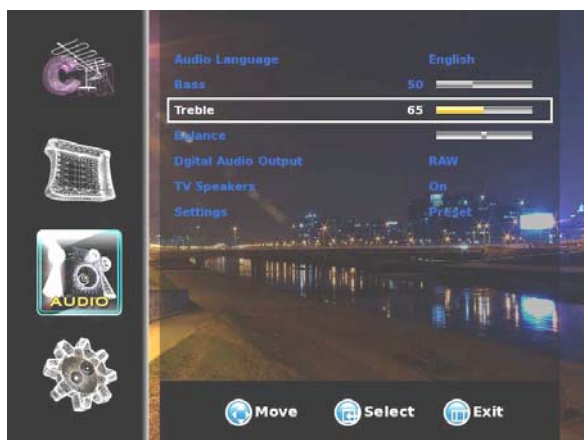 Audio Language English
Bass 50
Treble 65
Balance
Dgital Audio Output RAW
TV Speakers On
Settings Preset
AUDIO
Move Select Exit